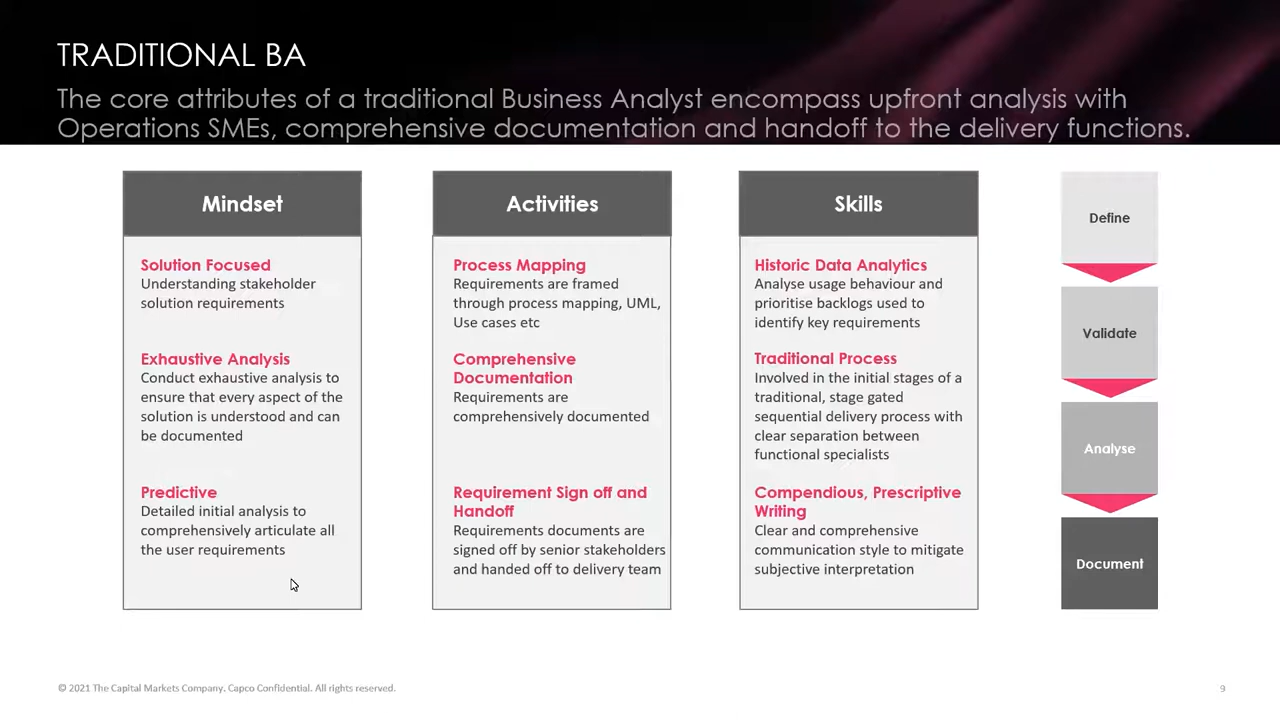 TRADITIONAL BA
The core attributes of a traditional Business Analyst encompass upfront analysis with
Operations SMEs, comprehensive documentation and handoff to the delivery functions.
Mindset
Solution Focused
Understanding stakeholder
solution requirements
Exhaustive Analysis
Conduct exhaustive analysis to
ensure that every aspect of the
solution is understood and can
be documented
Predictive
Detailed initial analysis to
comprehensively articulate all
the user requirements
Activities
Process Mapping
Requirements are framed
through process mapping, UML,
Use cases etc
Comprehensive
Documentation
Requirements are
comprehensively documented
Requirement Sign off and
Handoff
Requirements documents are
signed off by senior stakeholders
and handed off to delivery team
Skills
Historic Data Analytics
Analyse usage behaviour and
prioritise backlogs used to
identify key requirements
Traditional Process
Involved in the initial stages of a
traditional, stage gated
sequential delivery process with
clear separation between
functional specialists
Compendious, Prescriptive
Writing
Clear and comprehensive
communication style to mitigate
subjective interpretation
Define
Validate
Analyse
Document
© 2021 The Capital Markets Company. Capco Confidential. All rights reserved.
9